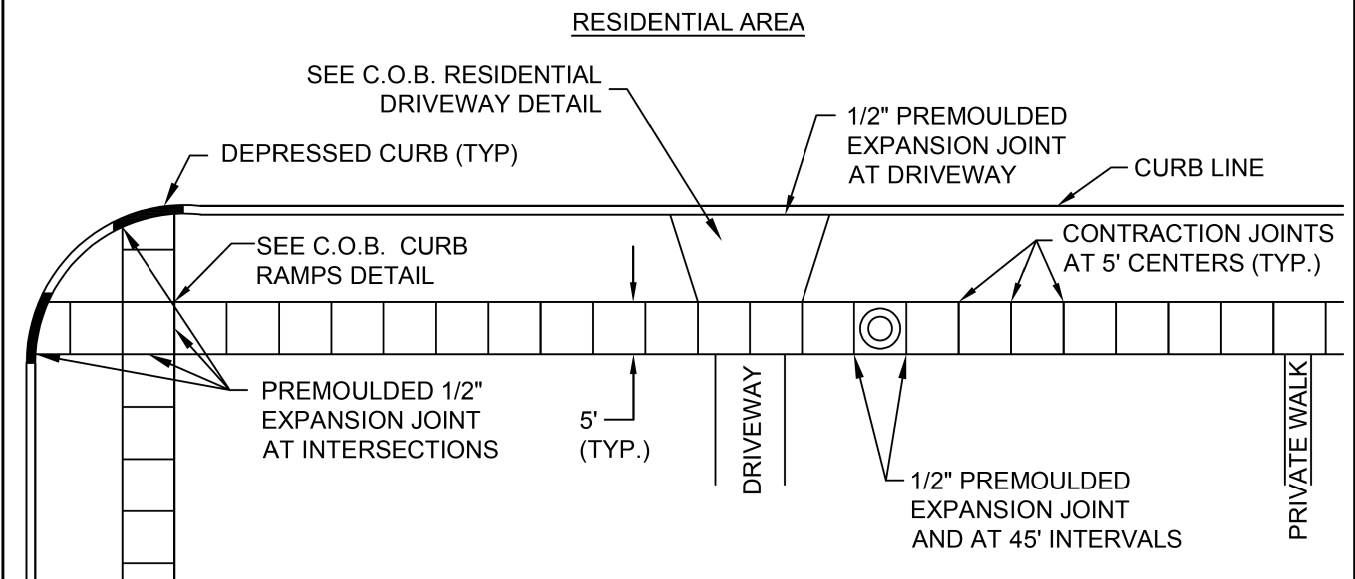 RESIDENTIAL AREA
SEE C.O.B. RESIDENTIAL
DRIVEWAY DETAIL
1/2" PREMOULDED
EXPANSION JOINT
AT DRIVEWAY
DEPRESSED CURB (TYP)
CURB LINE
SEE C.O.B. CURB
RAMPS DETAIL
CONTRACTION JOINTS
AT 5' CENTERS (TYP.)
PREMOULDED 1/2"
EXPANSION JOINT
AT INTERSECTIONS
5'
(TYP.)
DRIVEWAY
1/2" PREMOULDED
EXPANSION JOINT
AND AT 45' INTERVALS
PRIVATE WALK